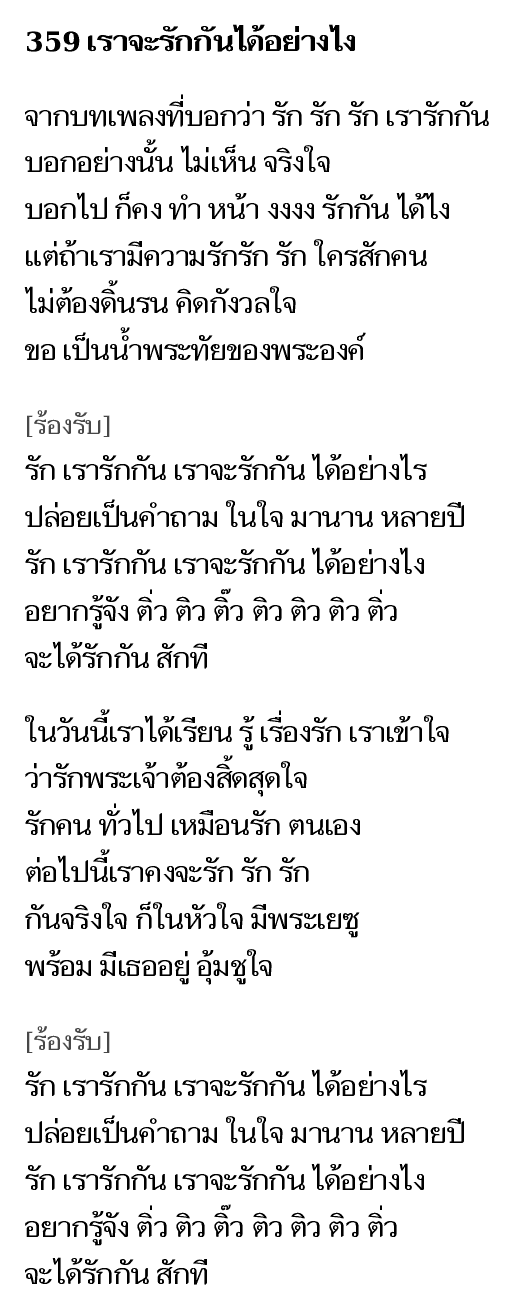 359 เราจะรักกันได้อย่างไง
จากบทเพลงที่บอกว่า รัก รัก รัก เรารักกัน
บอกอย่างนั้น ไม่เห็น จริงใจ
บอกไป ก็คง ทำ หน้า งงงง รักกัน ได้ไง
แต่ถ้าเรามีความรักรัก รัก ใครสักคน
ไม่ต้องดิ้นรน คิดกังวลใจ
ขอ เป็นน้ำพระทัยของพระองค์
[ร้องรับ]
รัก เรารักกัน เราจะรักกัน ได้อย่างไร
ปล่อยเป็นคำถาม ในใจ มานาน หลายปี
รัก เรารักกัน เราจะรักกัน ได้อย่างไง
อยากรู้จัง ติ่ว ติว ติ๊ว ติว ติว ติว ติ่ว
จะได้รักกัน สักที
ในวันนี้เราได้เรียน รู้ เรื่องรัก เราเข้าใจ
ว่ารักพระเจ้าต้องสิ้ดสุดใจ
รักคน ทั่วไป เหมือนรัก ตนเอง
ต่อไปนี้เราคงจะรัก รัก รัก
กันจริงใจ ก็ในหัวใจ มีพระเยซู
พร้อม มีเธออยู่ อุ้มชูใจ
[ร้องรับ]
รัก เรารักกัน เราจะรักกัน ได้อย่างไร
ปล่อยเป็นคำถาม ในใจ มานาน หลายปี
รัก เรารักกัน เราจะรักกัน ได้อย่างไง
อยากรู้จัง ติ่ว ติว ติ๊ว ติว ติว ติว ติ่ว
จะได้รักกัน สักที